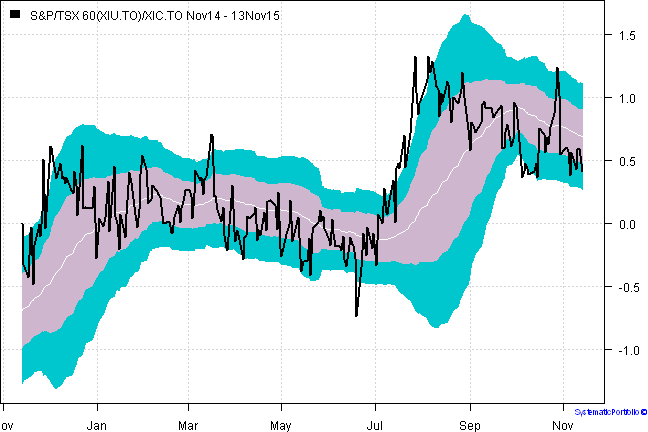 S&P/TSX 60(XIU.TO)/XIC.TO Nov14 - 13Nov15
1.5
1.0
0.5
0.0
-0.5
-1.0
ov Jan Mar May Jul Sep Nov
SystematicPortfolio ©